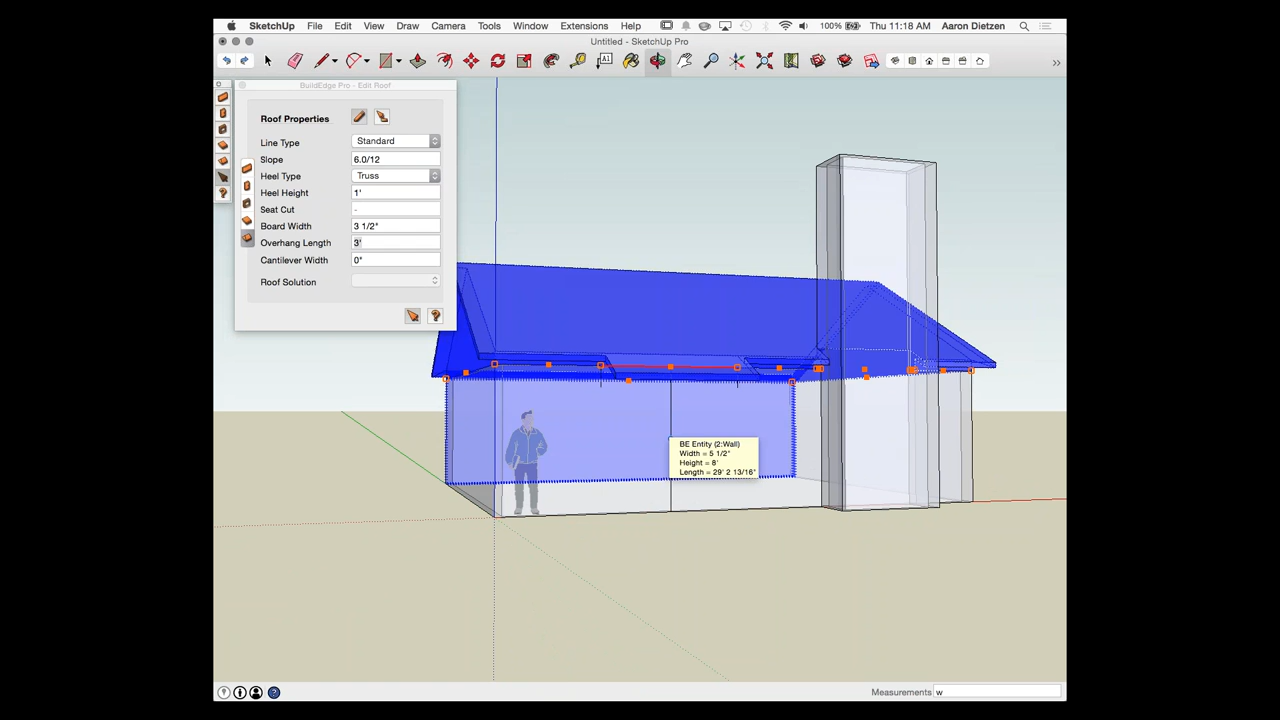 SketchUp File Edit View Draw Camera Tools Window Extensions Help 100% Thu 11:18 AM Aaron Dietzen
Untitled - SketchUp Pro
A1
»
BuildEdge Pro - Edit Roof
Roof Properties
Line Type Standard
Slope 6.0/12
Heel Type Truss
Heel Height 1'
Seat Cut -
Board Width 3 1/2"
Overhang Length 3'
Cantilever Width 0"
Roof Solution
?
?
BE Entity (2:Wall)
Width = 5 1/2"
Height = 8'
Length = 29' 2 13/16"
? Measurements w